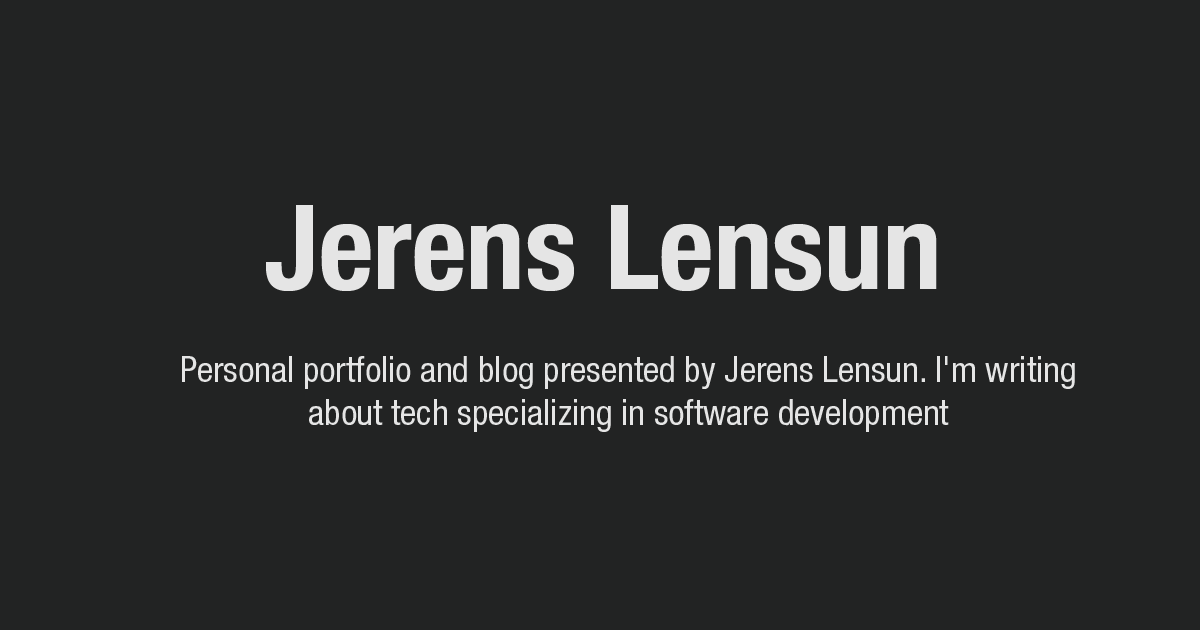 Jerens Lensun
Personal portfolio and blog presented by Jerens Lensun. I'm writing
about tech specializing in software development